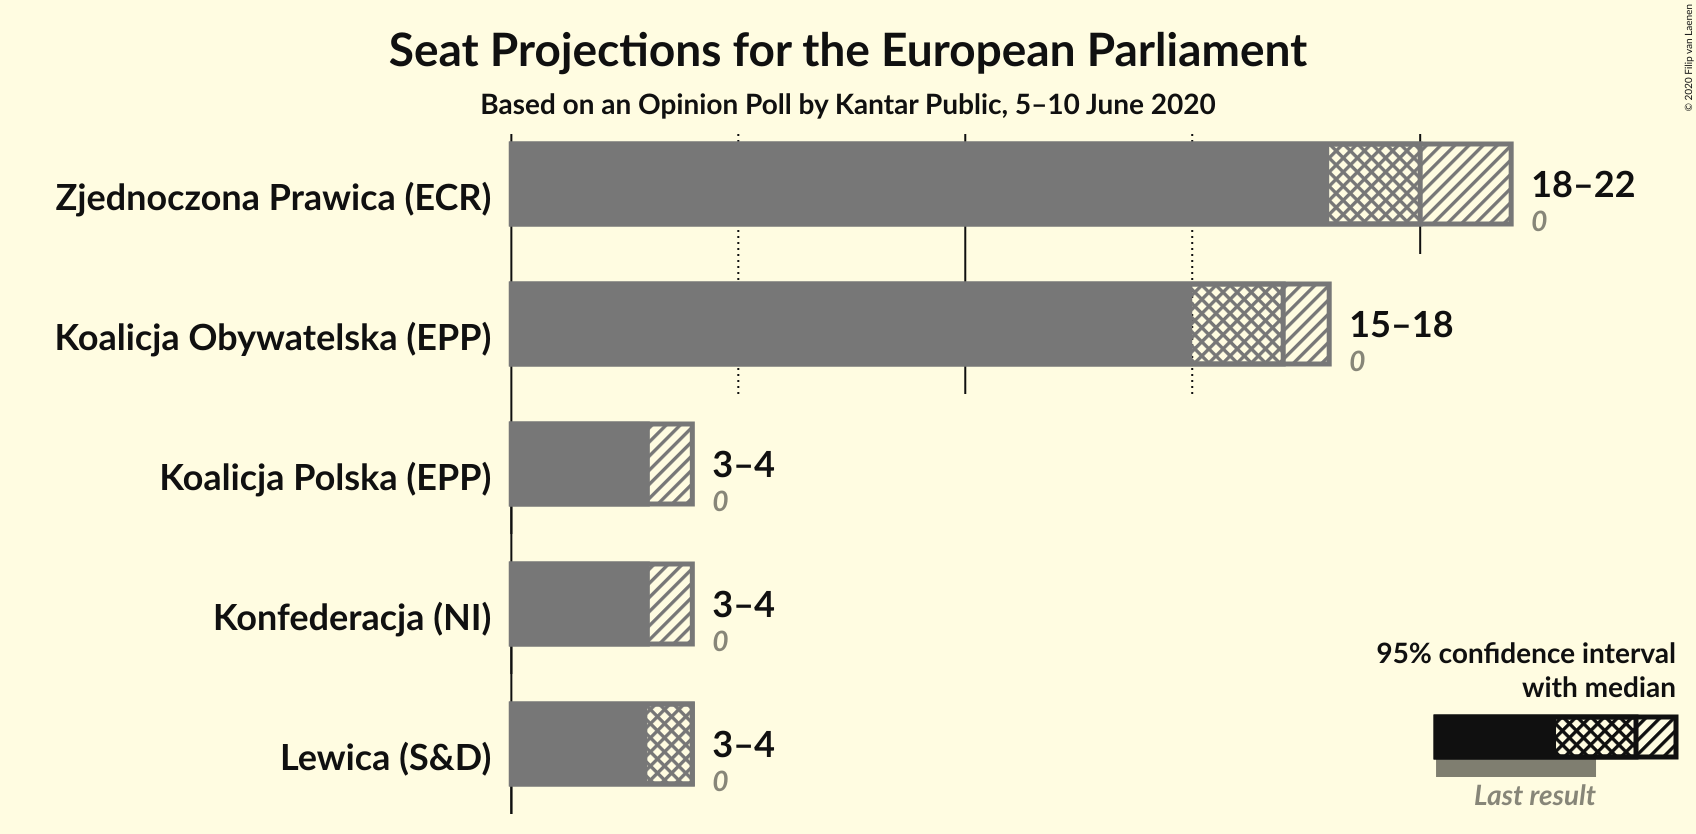 Seat Projections for the European Parliament
Based on an Opinion Poll by Kantar Public, 5–10 June 2020
© 2020 Filip van Laenen
Zjednoczona Prawica (ECR)
18–22
0
Koalicja Obywatelska (EPP)
15–18
0
Koalicja Polska (EPP)
3–4
0
Konfederacja (NI)
3–4
0
Lewica (S&D)
3–4
0
95% confidence interval
with median
Last result